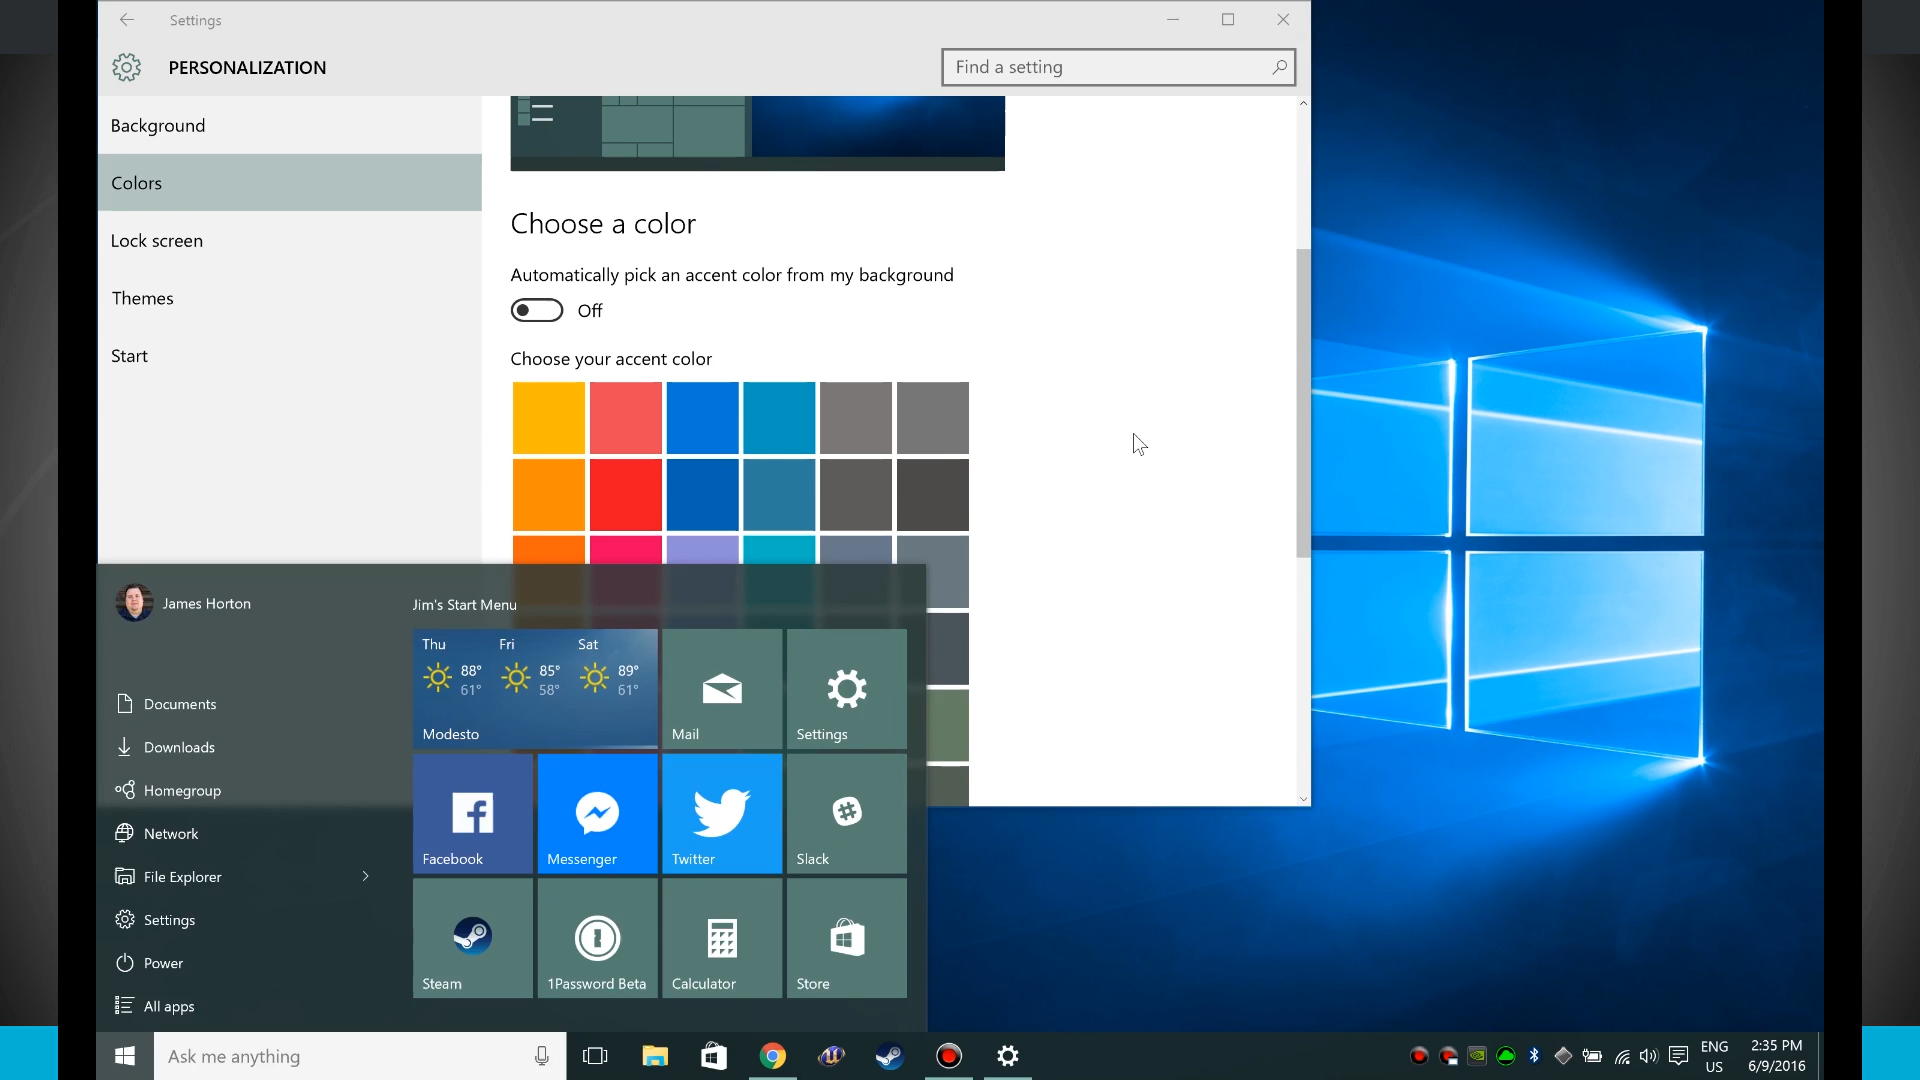 Settings
PERSONALIZATION
Find a setting
Background
Colors
Lock screen
Themes
Start
Choose a color
Automatically pick an accent color from my background
Off
Choose your accent color
James Horton
Documents
Downloads
Homegroup
Network
File Explorer
Settings
Power
All apps
Jim's Start Menu
Thu Fri Sat
88° 85° 89°
61° 58° 61°
Modesto
Mail
Settings
Facebook
Messenger
Twitter
Slack
Steam
1Password Beta
Calculator
Store
Ask me anything
ENG
US
2:35 PM
6/9/2016